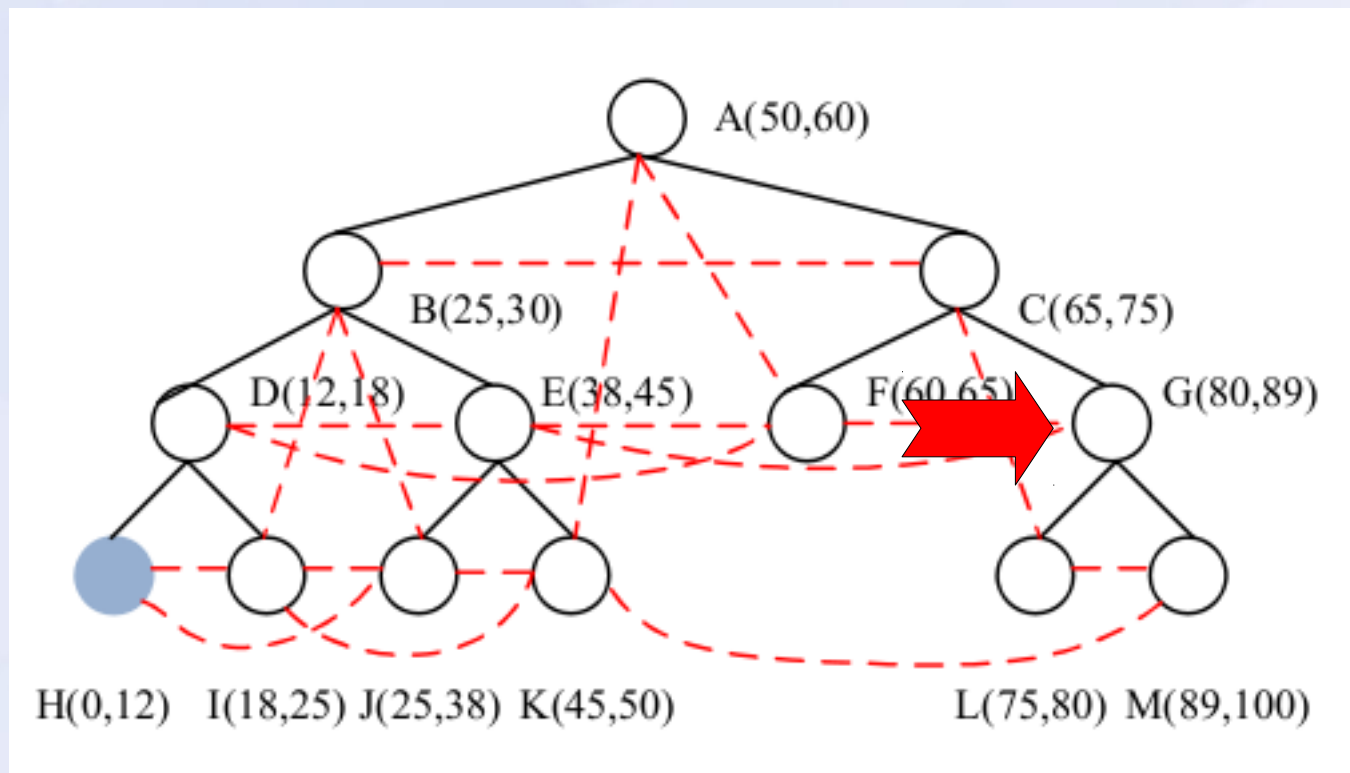 A(50,60)
B(25,30)
C(65,75)
D(12,18)
E(38,45)
F(60,65)
G(80,89)
H(0,12)
I(18,25)
J(25,38)
K(45,50)
L(75,80)
M(89,100)